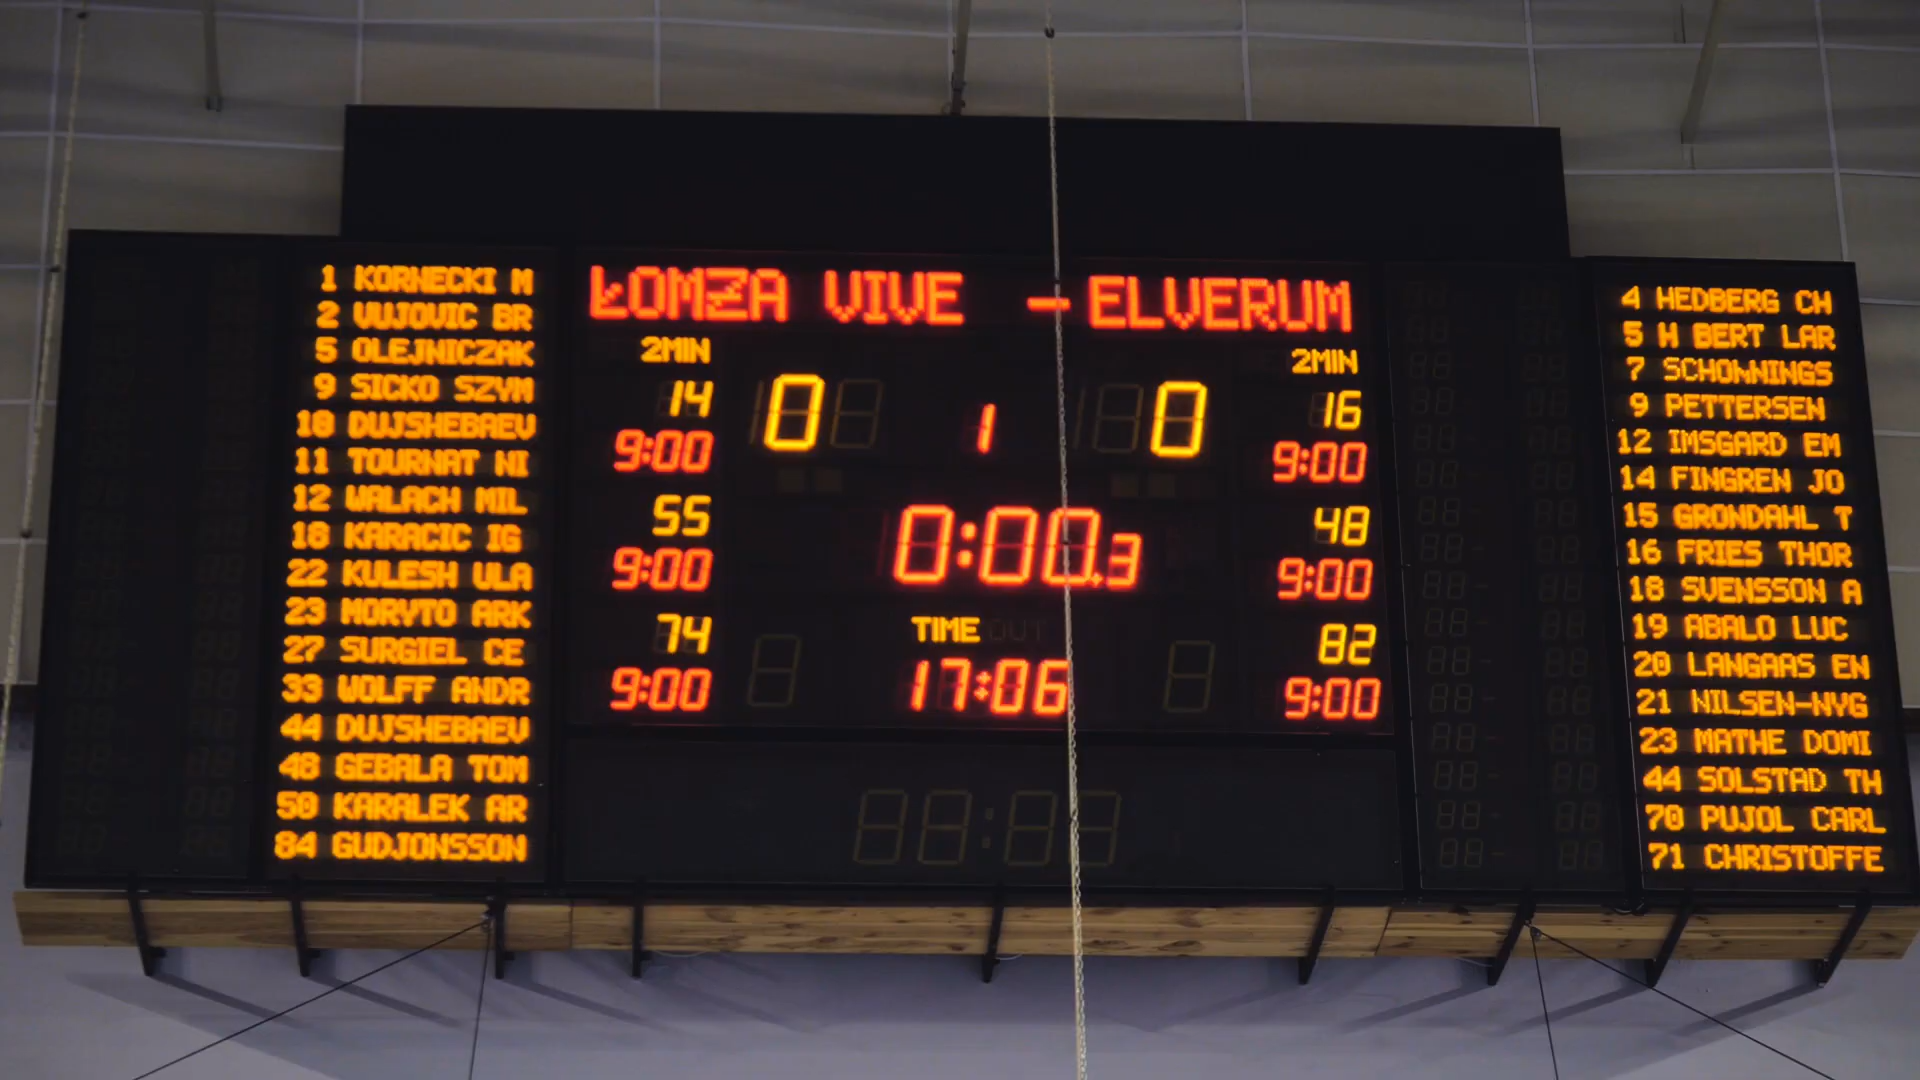 1 KORNECKI M
2 VUJOVIC BR
5 OLEJNICZAK
9 SICKO SZYM
10 DUJSHEBAEV
11 TOURNAT NI
12 WALACH MIL
18 KARACIC IG
22 KULESH ULA
23 MORYTO ARK
27 SURGIEL CE
33 WOLFF ANDR
44 DUJSHEBAEV
48 GEBALA TOM
50 KARALEK AR
84 GUDJONSSON
ŁOMŻA VIVE - ELVERUM
2MIN 2MIN
14 0 1 0 16
9:00 9:00
55 48
9:00 0:00.3 9:00
74 TIME OUT 82
9:00 17:06 9:00
4 HEDBERG CH
5 H BERT LAR
7 SCHONNINGS
9 PETTERSEN
12 IMSGARD EM
14 FINGREN JO
15 GRONDAHL T
16 FRIES THOR
18 SVENSSON A
19 ABALO LUC
20 LANGAAS EN
21 NILSEN-NYG
23 MATHE DOMI
44 SOLSTAD TH
70 PUJOL CARL
71 CHRISTOFFE